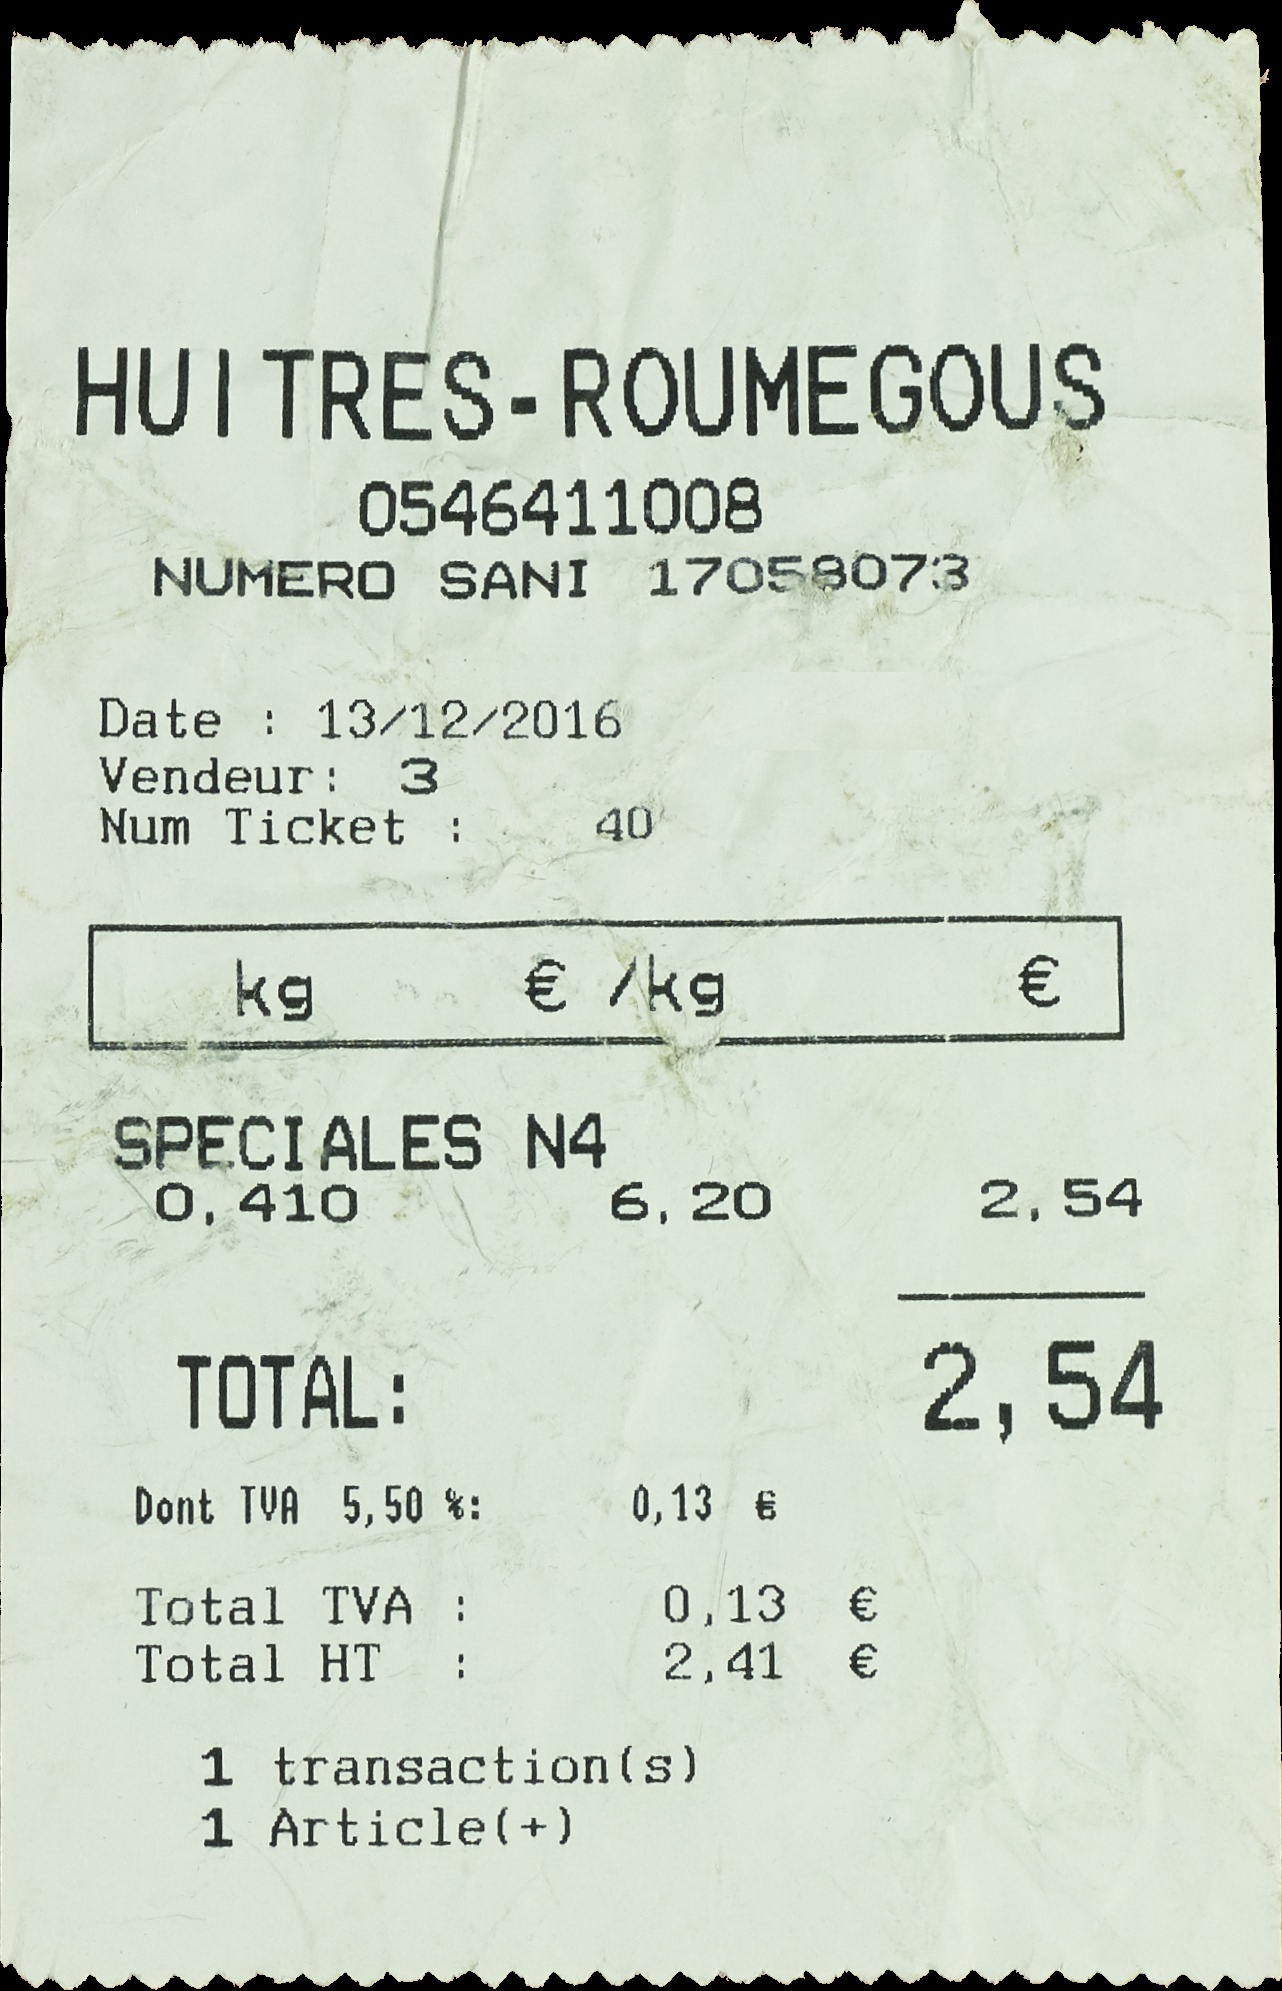 HUITRES-ROUMEGOUS
0546411008
NUMERO SANI 17058073
Date : 13/12/2016
Vendeur: 3
Num Ticket : 40
kg € /kg €
SPECIALES N4
0,410 6,20 2,54
TOTAL: 2,54
Dont TVA 5,50 %: 0,13 €
Total TVA : 0,13 €
Total HT : 2,41 €
1 transaction(s)
1 Article(+)